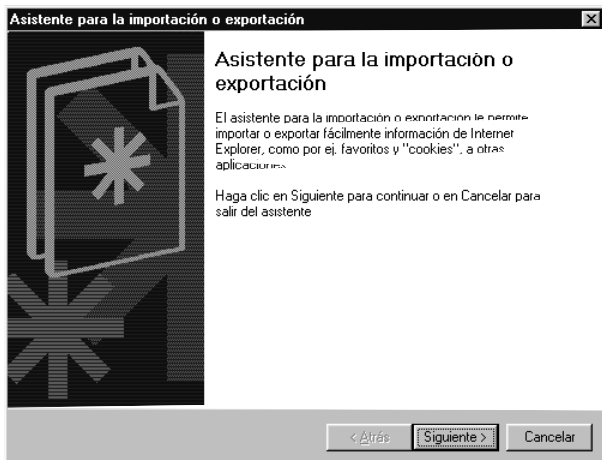 Asistente para la importación o exportación
Asistente para la importación o
exportación
El asistente para la importación o exportación le permite
importar o exportar fácilmente información de Internet
Explorer, como por ej. favoritos y "cookies", a otras
aplicaciones.
Haga clic en Siguiente para continuar o en Cancelar para
salir del asistente
< Atrás Siguiente > Cancelar